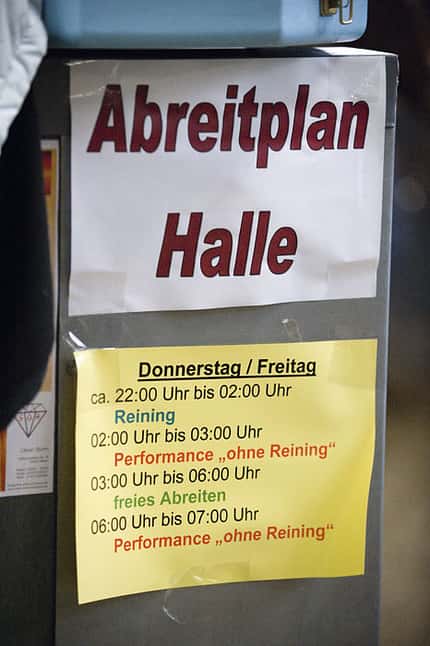 Abreitplan
Halle
Donnerstag / Freitag
ca. 22:00 Uhr bis 02:00 Uhr
Reining
02:00 Uhr bis 03:00 Uhr
Performance „ohne Reining“
03:00 Uhr bis 06:00 Uhr
freies Abreiten
06:00 Uhr bis 07:00 Uhr
Performance „ohne Reining“